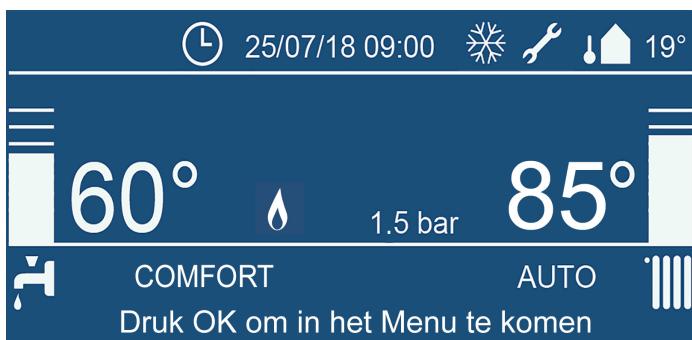 25/07/18 09:00 19°
60° 1.5 bar 85°
COMFORT AUTO
Druk OK om in het Menu te komen